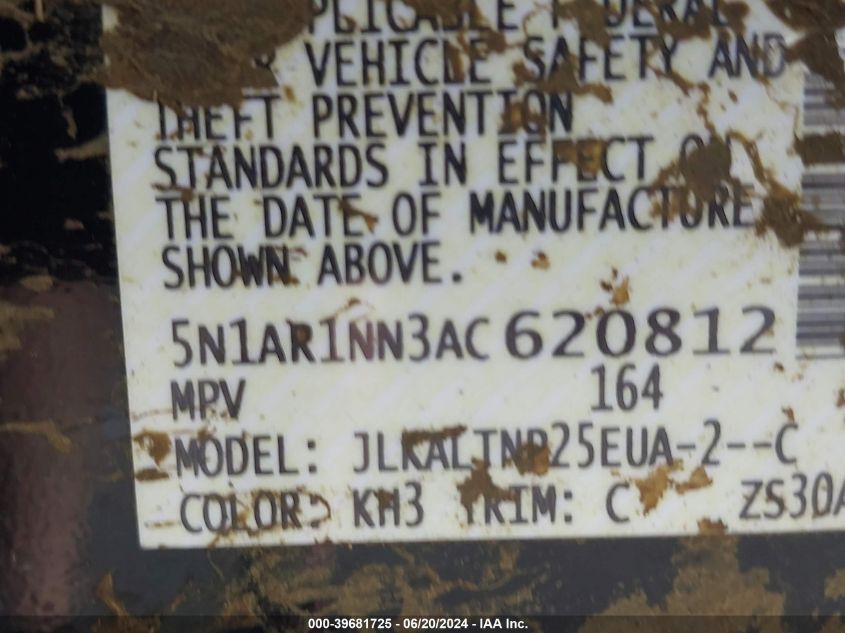 VEHICLE SAFETY AND
THEFT PREVENTION
STANDARDS IN EFFECT ON
THE DATE OF MANUFACTURE
SHOWN ABOVE.
5N1AR1NN3AC620812
MPV 164
MODEL: JLKALTNR25EUA-2--C
COLOR: KH3 TRIM: C ZS30A
000-39681725 - 06/20/2024 - IAA Inc.